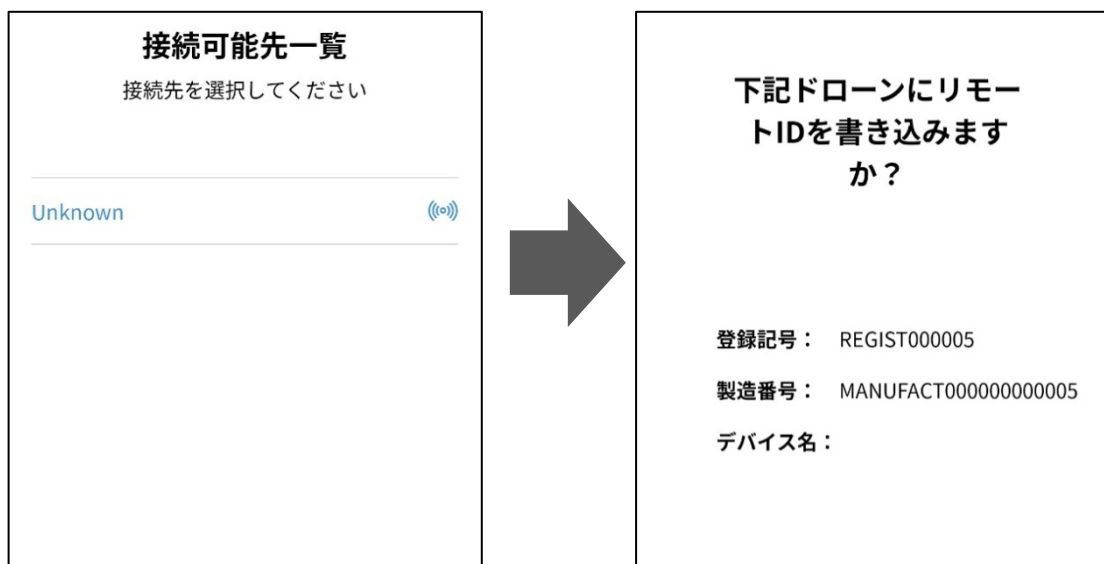 接続可能先一覧
接続先を選択してください
Unknown
下記ドローンにリモー
トIDを書き込みます
か？
登録記号： REGIST000005
製造番号： MANUFACT000000000005
デバイス名：